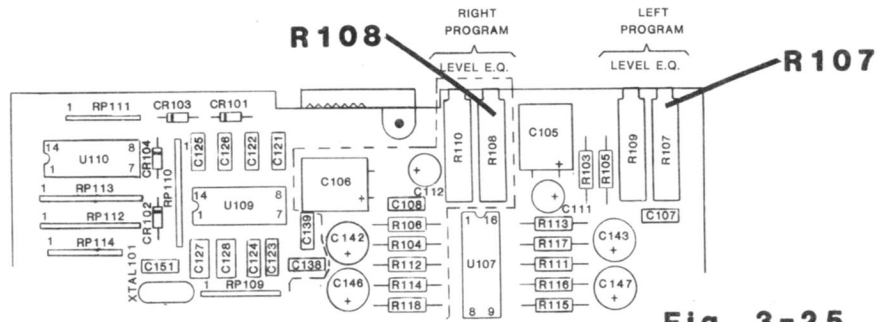 RIGHT
PROGRAM
LEFT
PROGRAM
R108
LEVEL E.Q.
LEVEL E.Q.
R107
1 RP111
CR103
CR101
14 8
U110
1 7
CR104
RP110
1
C125
C126
C122
C121
C106
R110
R108
C105
R103
R105
R109
R107
RP113
1
RP112
1
CR102
RP114
1
14 8
U109
1 7
C112
C108
C111
C107
C139
C142
R106
R104
R112
R114
R118
1 16
U107
8 9
R113
R117
R111
R116
R115
C143
C147
XTAL101
C151
C127
C128
C124
C123
C138
C146
1 RP109
Fig. 3-25